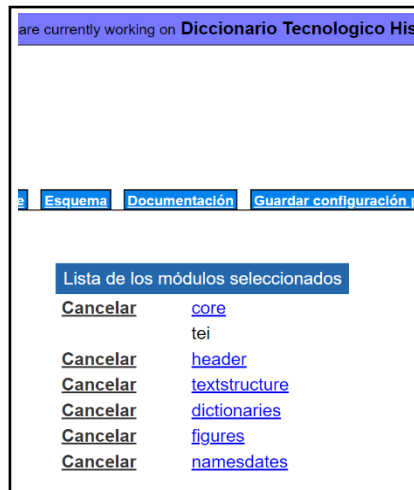 are currently working on Diccionario Tecnologico His
e Esquema Documentación Guardar configuración p
Lista de los módulos seleccionados
Cancelar core
tei
Cancelar header
Cancelar textstructure
Cancelar dictionaries
Cancelar figures
Cancelar namesdates